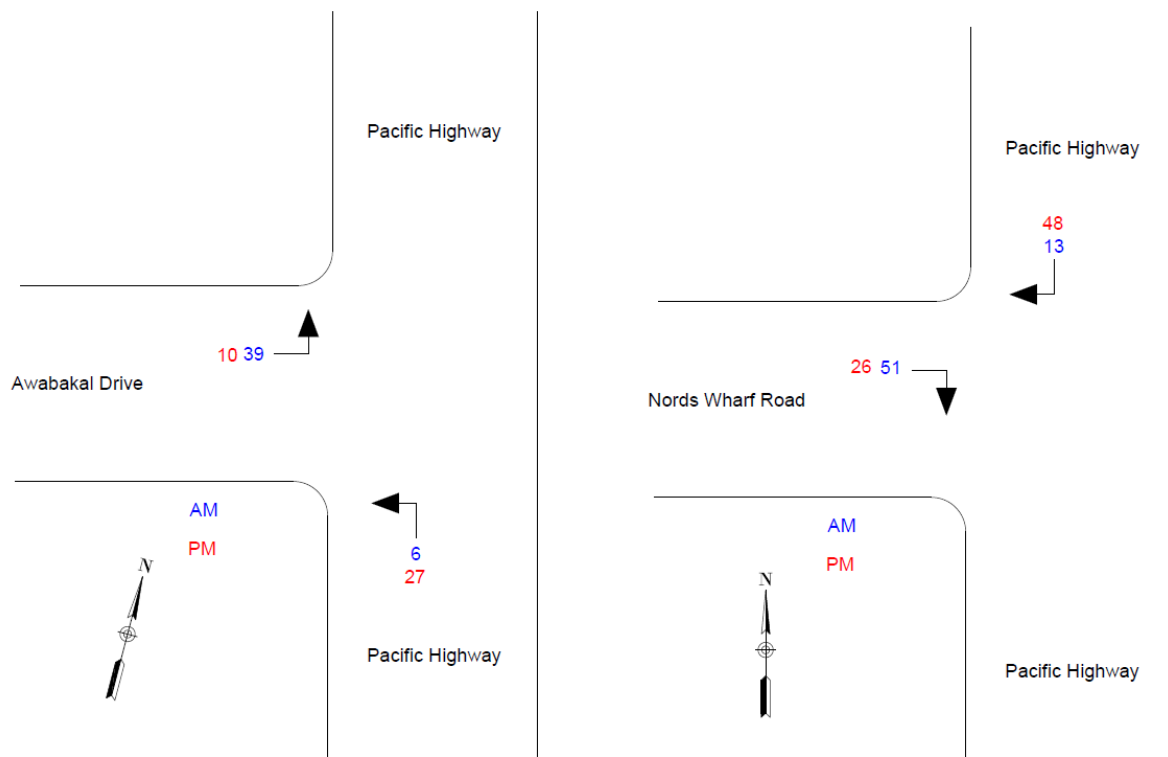 Pacific Highway
10 39
Awabakal Drive
AM
PM
N
6
27
Pacific Highway
Pacific Highway
48
13
26 51
Nords Wharf Road
AM
PM
N
Pacific Highway